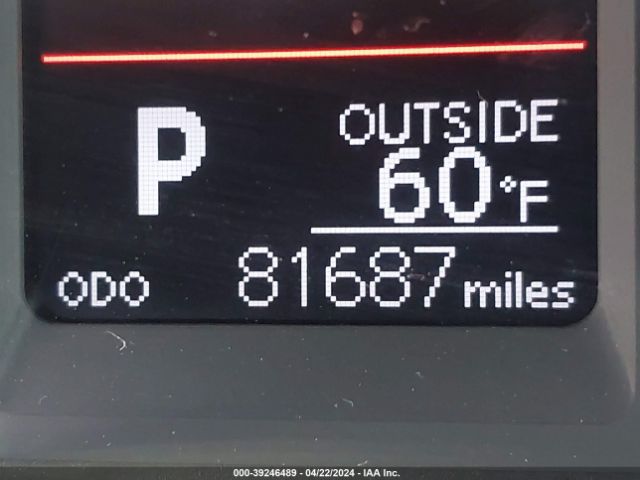 P
OUTSIDE
60°F
ODO 81687 miles
000-39246489 - 04/22/2024 - IAA Inc.